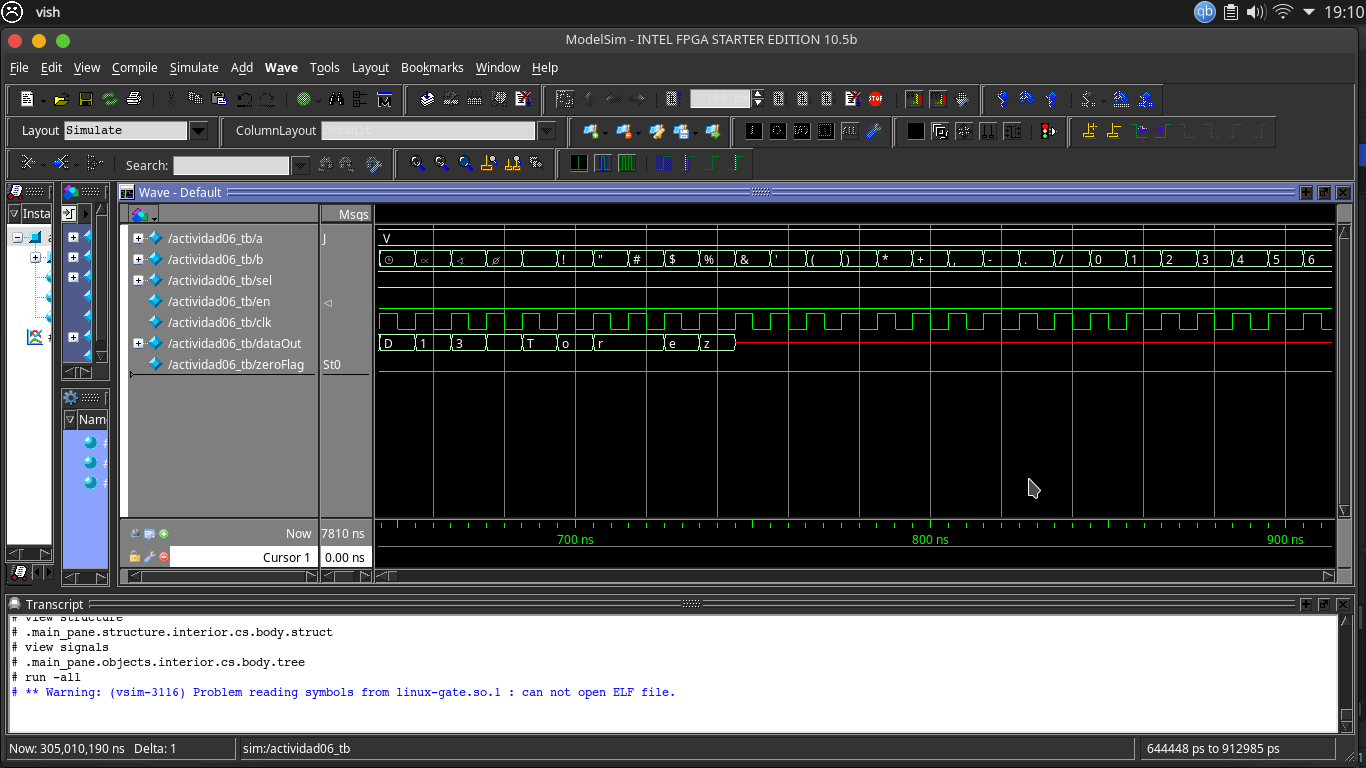 vish
qb
19:10
ModelSim - INTEL FPGA STARTER EDITION 10.5b
File Edit View Compile Simulate Add Wave Tools Layout Bookmarks Window Help
100 ps
STOP
Layout Simulate ColumnLayout Default
Search:
Wave - Default
Insta
Msgs
/actividad06_tb/a J V
/actividad06_tb/b ! " # $ % & ' ( ) * + , - . / 0 1 2 3 4 5 6
/actividad06_tb/sel
/actividad06_tb/en
/actividad06_tb/clk
/actividad06_tb/dataOut D 1 3 T o r e z
/actividad06_tb/zeroFlag St0
Nam
Now 7810 ns 700 ns 800 ns 900 ns
Cursor 1 0.00 ns
Transcript
# view structure
# .main_pane.structure.interior.cs.body.struct
# view signals
# .main_pane.objects.interior.cs.body.tree
# run -all
# ** Warning: (vsim-3116) Problem reading symbols from linux-gate.so.1 : can not open ELF file.
Now: 305,010,190 ns Delta: 1 sim:/actividad06_tb 644448 ps to 912985 ps